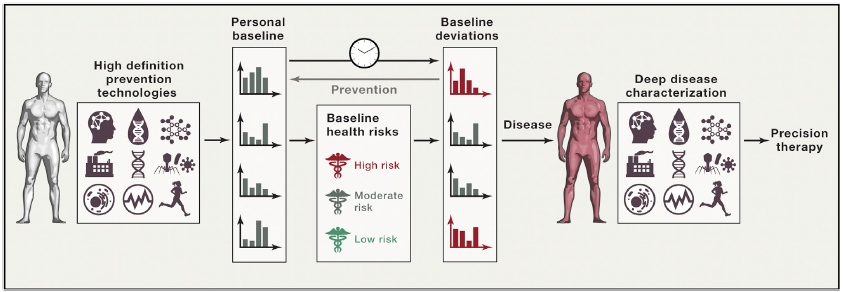 High definition
prevention
technologies
Personal
baseline
Prevention
Baseline
health risks
High risk
Moderate
risk
Low risk
Baseline
deviations
Disease
Deep disease
characterization
Precision
therapy